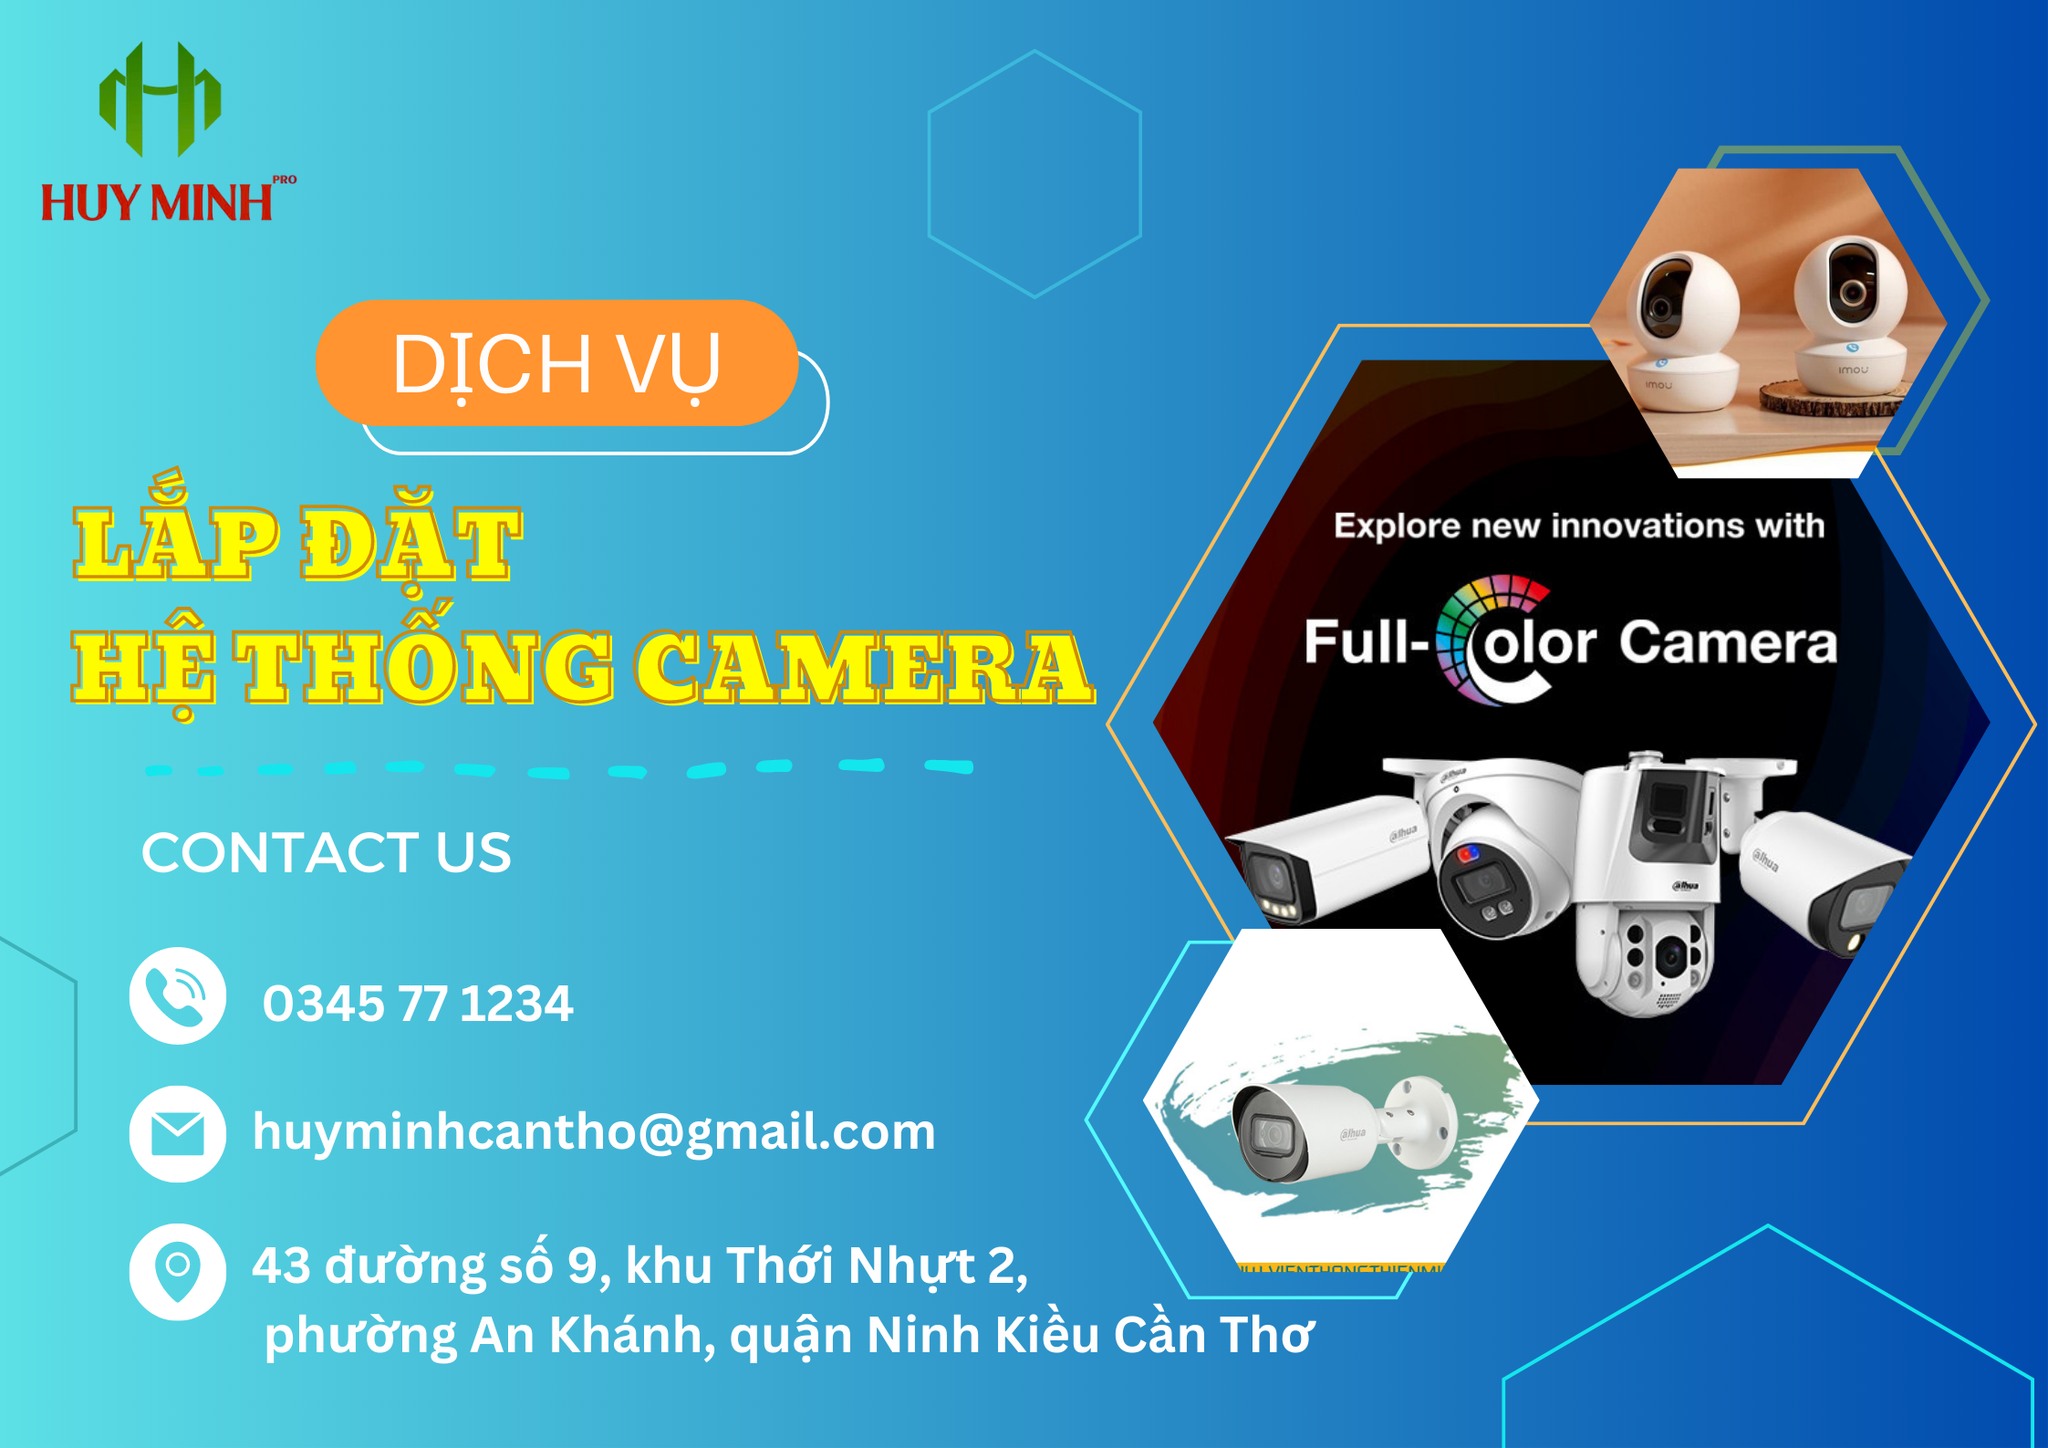 HUY MINH PRO
DỊCH VỤ
LẮP ĐẶT
HỆ THỐNG CAMERA
CONTACT US
0345 77 1234
huyminhcantho@gmail.com
43 đường số 9, khu Thới Nhựt 2,
phường An Khánh, quận Ninh Kiều Cần Thơ
imou
imou
Explore new innovations with
Full-Color Camera
alhua
alhua
alhua
alhua
alhua